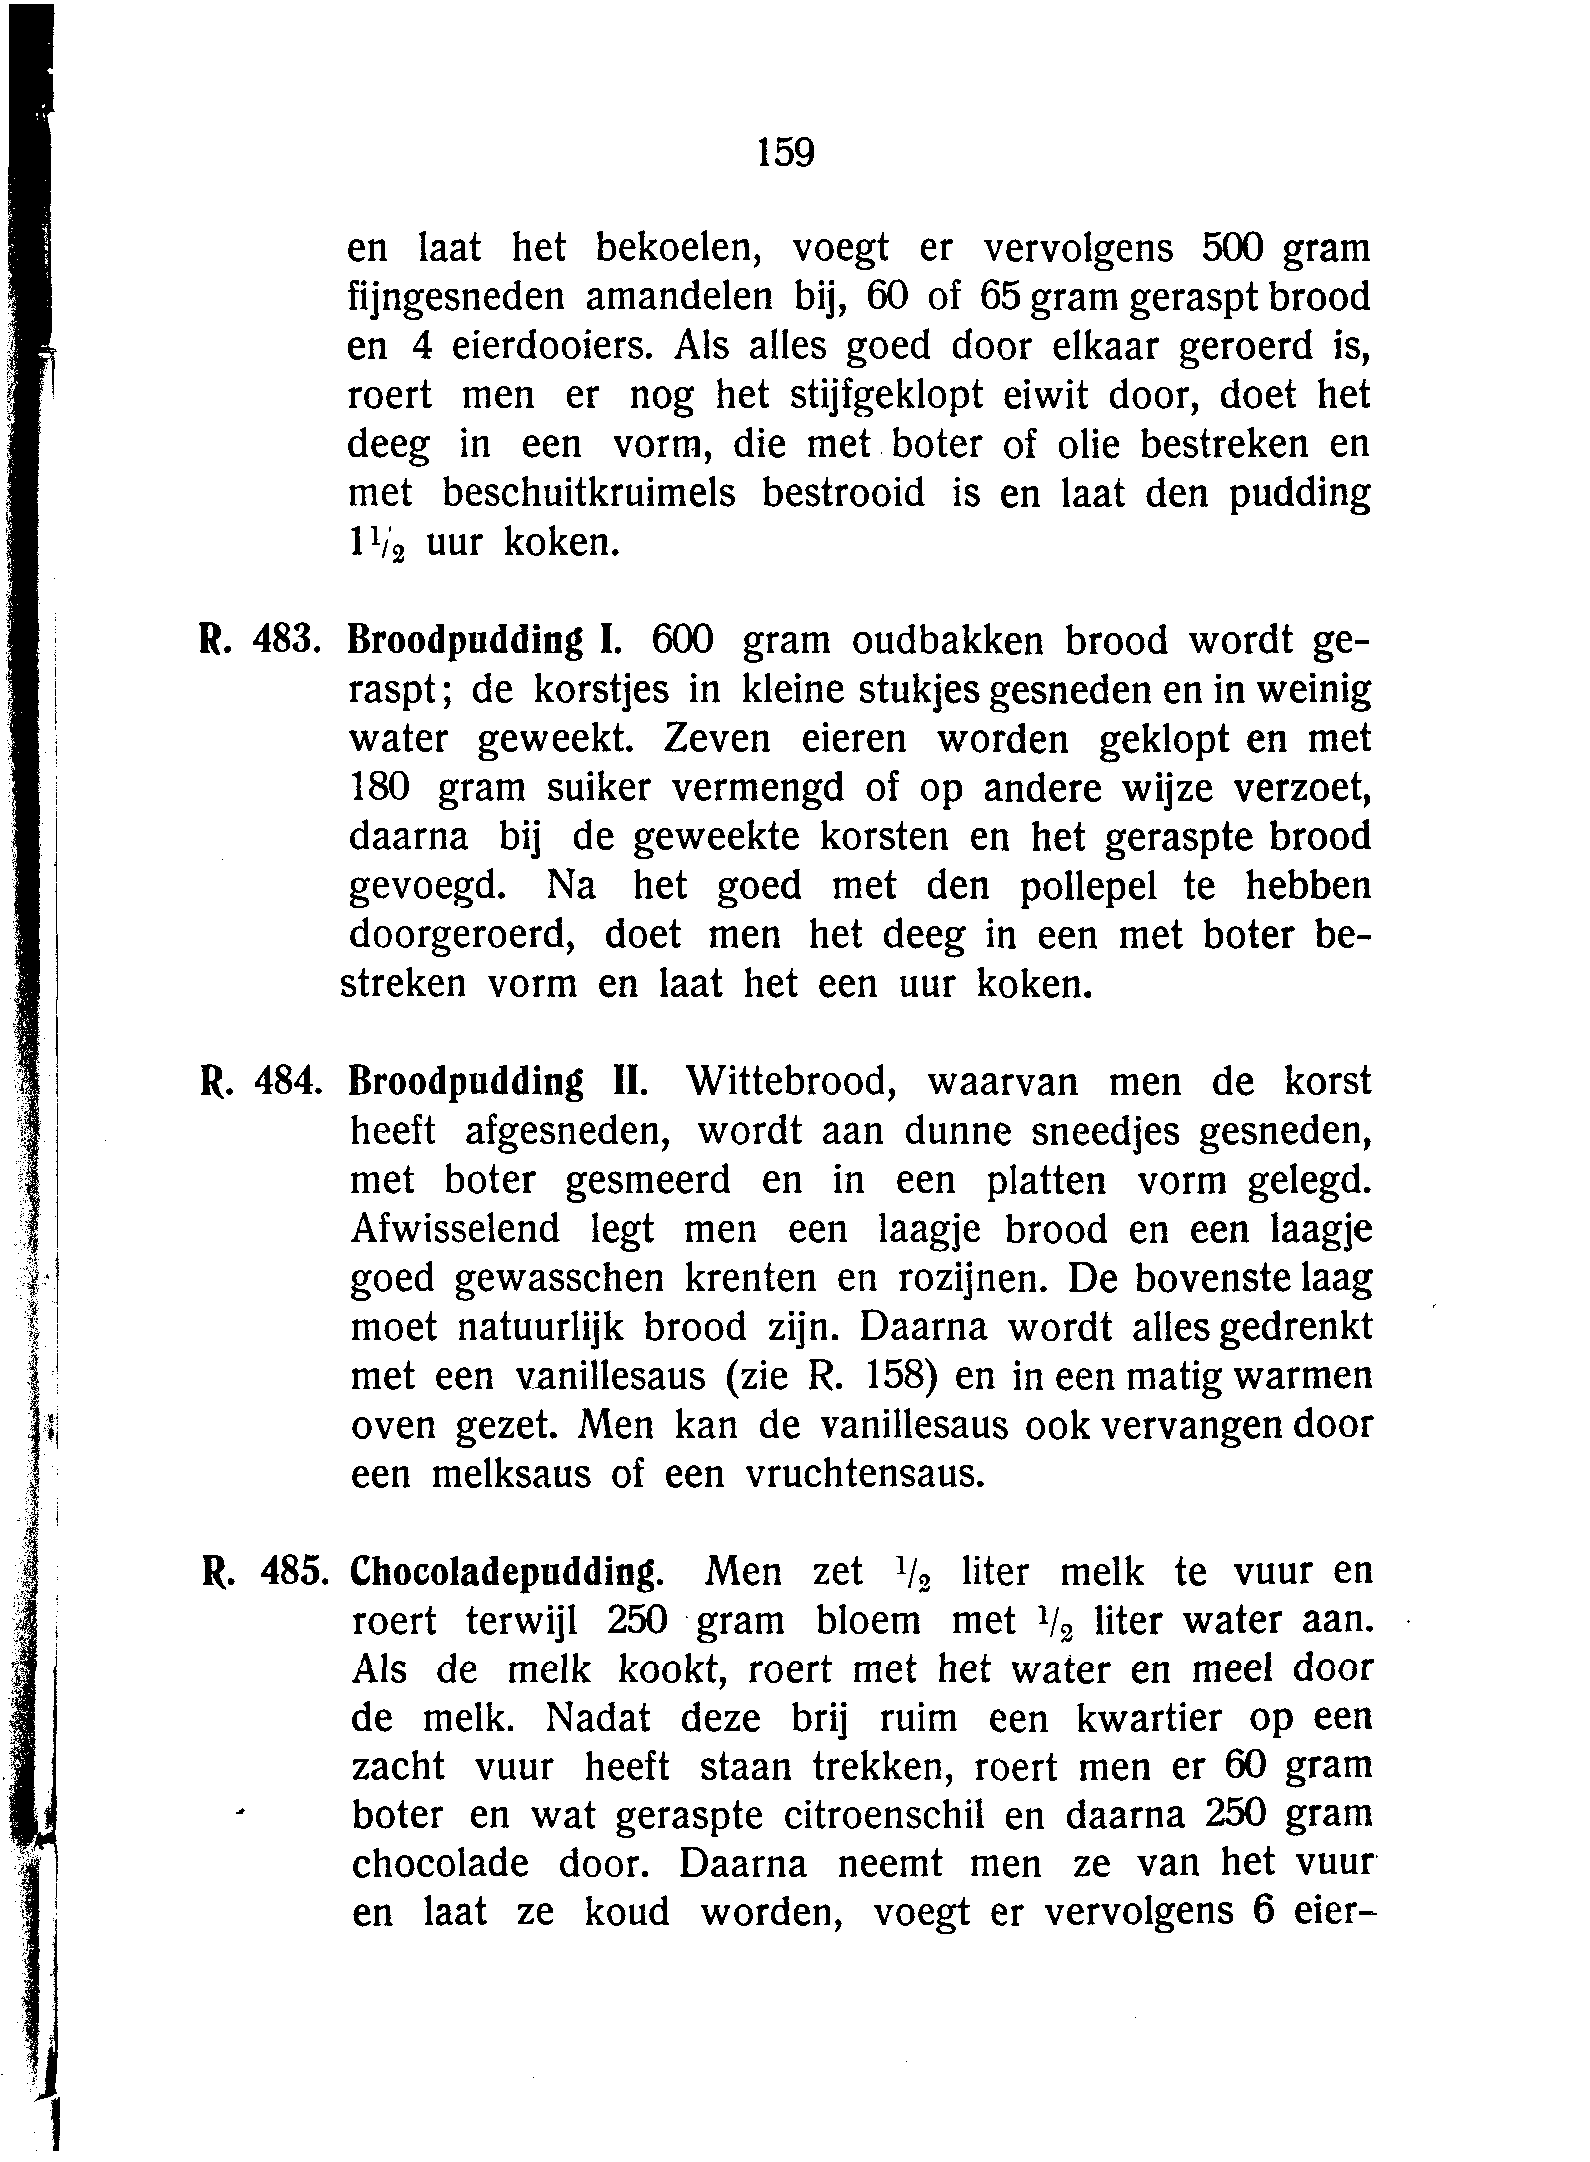 159
en laat het bekoelen, voegt er vervolgens 500 gram
fijngesneden amandelen bij, 60 of 65 gram geraspt brood
en 4 eierdooiers. Als alles goed door elkaar geroerd is,
roert men er nog het stijfgeklopt eiwit door, doet het
deeg in een vorm, die met boter of olie bestreken en
met beschuitkruimels bestrooid is en laat den pudding
1 1/2 uur koken.
R. 483. Broodpudding I. 600 gram oudbakken brood wordt ge-
raspt; de korstjes in kleine stukjes gesneden en in weinig
water geweekt. Zeven eieren worden geklopt en met
180 gram suiker vermengd of op andere wijze verzoet,
daarna bij de geweekte korsten en het geraspte brood
gevoegd. Na het goed met den pollepel te hebben
doorgeroerd, doet men het deeg in een met boter be-
streken vorm en laat het een uur koken.
R. 484. Broodpudding II. Wittebrood, waarvan men de korst
heeft afgesneden, wordt aan dunne sneedjes gesneden,
met boter gesmeerd en in een platten vorm gelegd.
Afwisselend legt men een laagje brood en een laagje
goed gewasschen krenten en rozijnen. De bovenste laag
moet natuurlijk brood zijn. Daarna wordt alles gedrenkt
met een vanillesaus (zie R. 158) en in een matig warmen
oven gezet. Men kan de vanillesaus ook vervangen door
een melksaus of een vruchtensaus.
R. 485. Chocoladepudding. Men zet 1/2 liter melk te vuur en
roert terwijl 250 gram bloem met 1/2 liter water aan.
Als de melk kookt, roert met het water en meel door
de melk. Nadat deze brij ruim een kwartier op een
zacht vuur heeft staan trekken, roert men er 60 gram
boter en wat geraspte citroenschil en daarna 250 gram
chocolade door. Daarna neemt men ze van het vuur
en laat ze koud worden, voegt er vervolgens 6 eier-